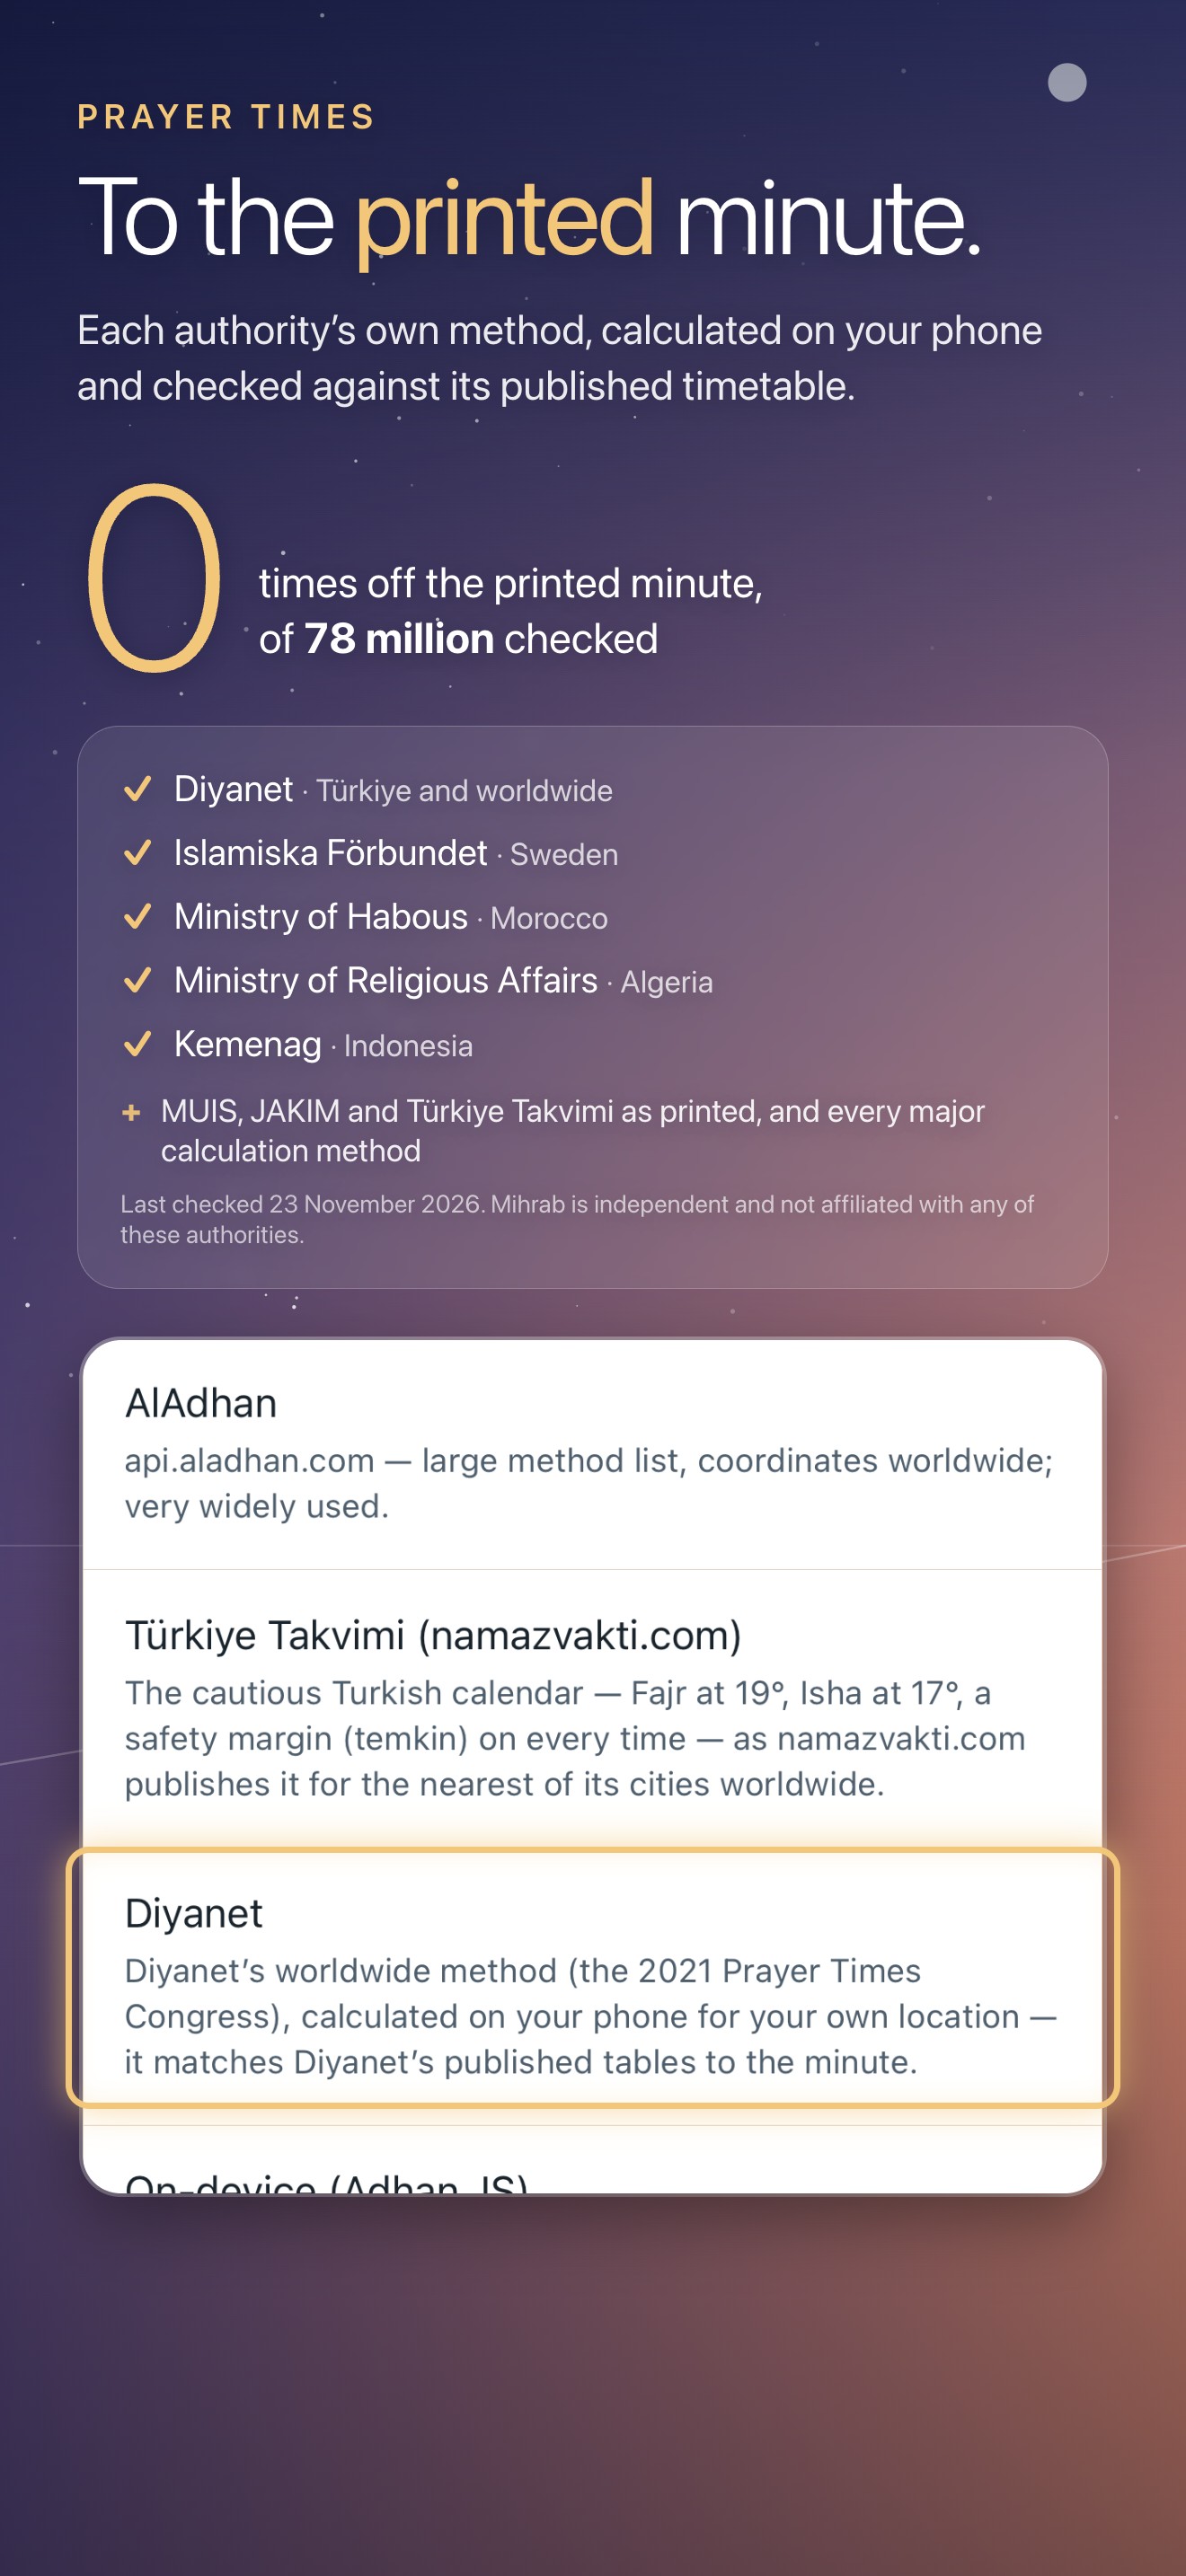 PRAYER TIMES
To the printed minute.
Each authority’s own method, calculated on your phone
and checked against its published timetable.
0
times off the printed minute,
of 78 million checked
✓ Diyanet · Türkiye and worldwide
✓ Islamiska Förbundet · Sweden
✓ Ministry of Habous · Morocco
✓ Ministry of Religious Affairs · Algeria
✓ Kemenag · Indonesia
+ MUIS, JAKIM and Türkiye Takvimi as printed, and every major
calculation method
Last checked 23 November 2026. Mihrab is independent and not affiliated with any of
these authorities.
AlAdhan
api.aladhan.com — large method list, coordinates worldwide;
very widely used.
Türkiye Takvimi (namazvakti.com)
The cautious Turkish calendar — Fajr at 19°, Isha at 17°, a
safety margin (temkin) on every time — as namazvakti.com
publishes it for the nearest of its cities worldwide.
Diyanet
Diyanet’s worldwide method (the 2021 Prayer Times
Congress), calculated on your phone for your own location —
it matches Diyanet’s published tables to the minute.
On-device (Adhan JS)